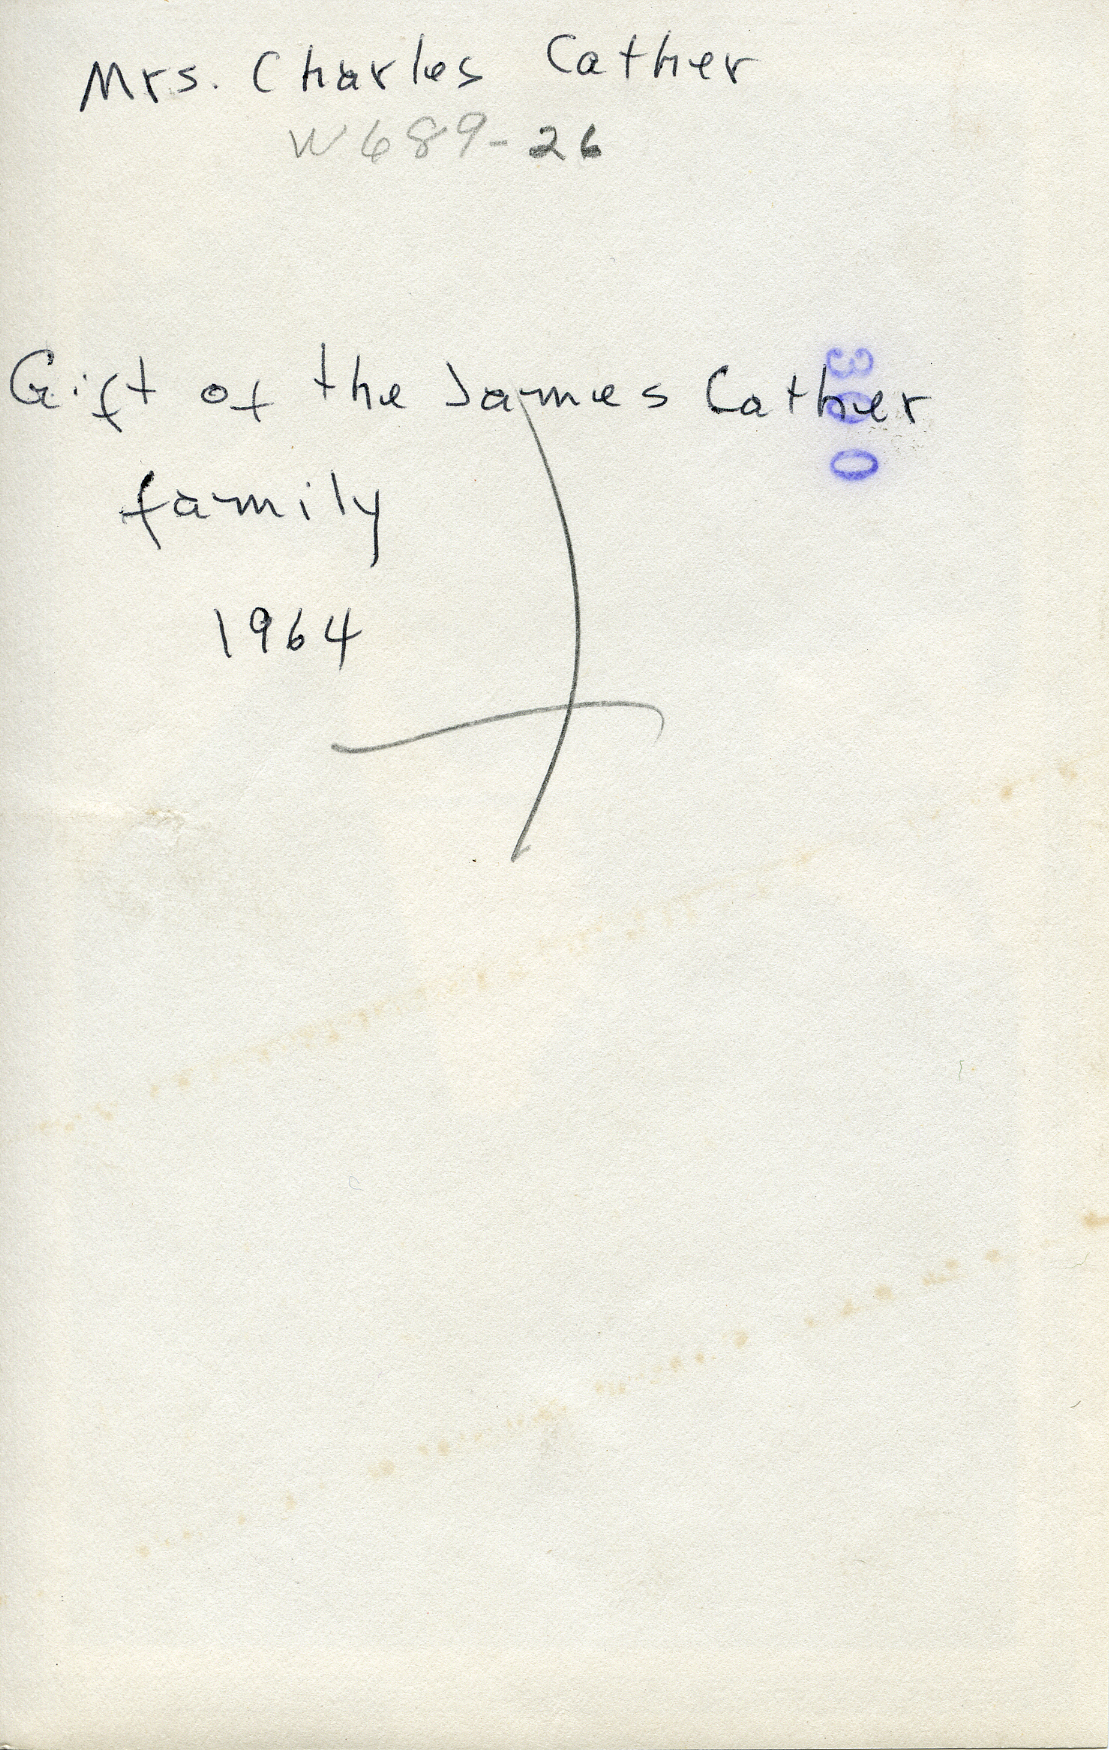 Mrs. Charles Cather
W689-26
Gift of the James Cather
family
1964